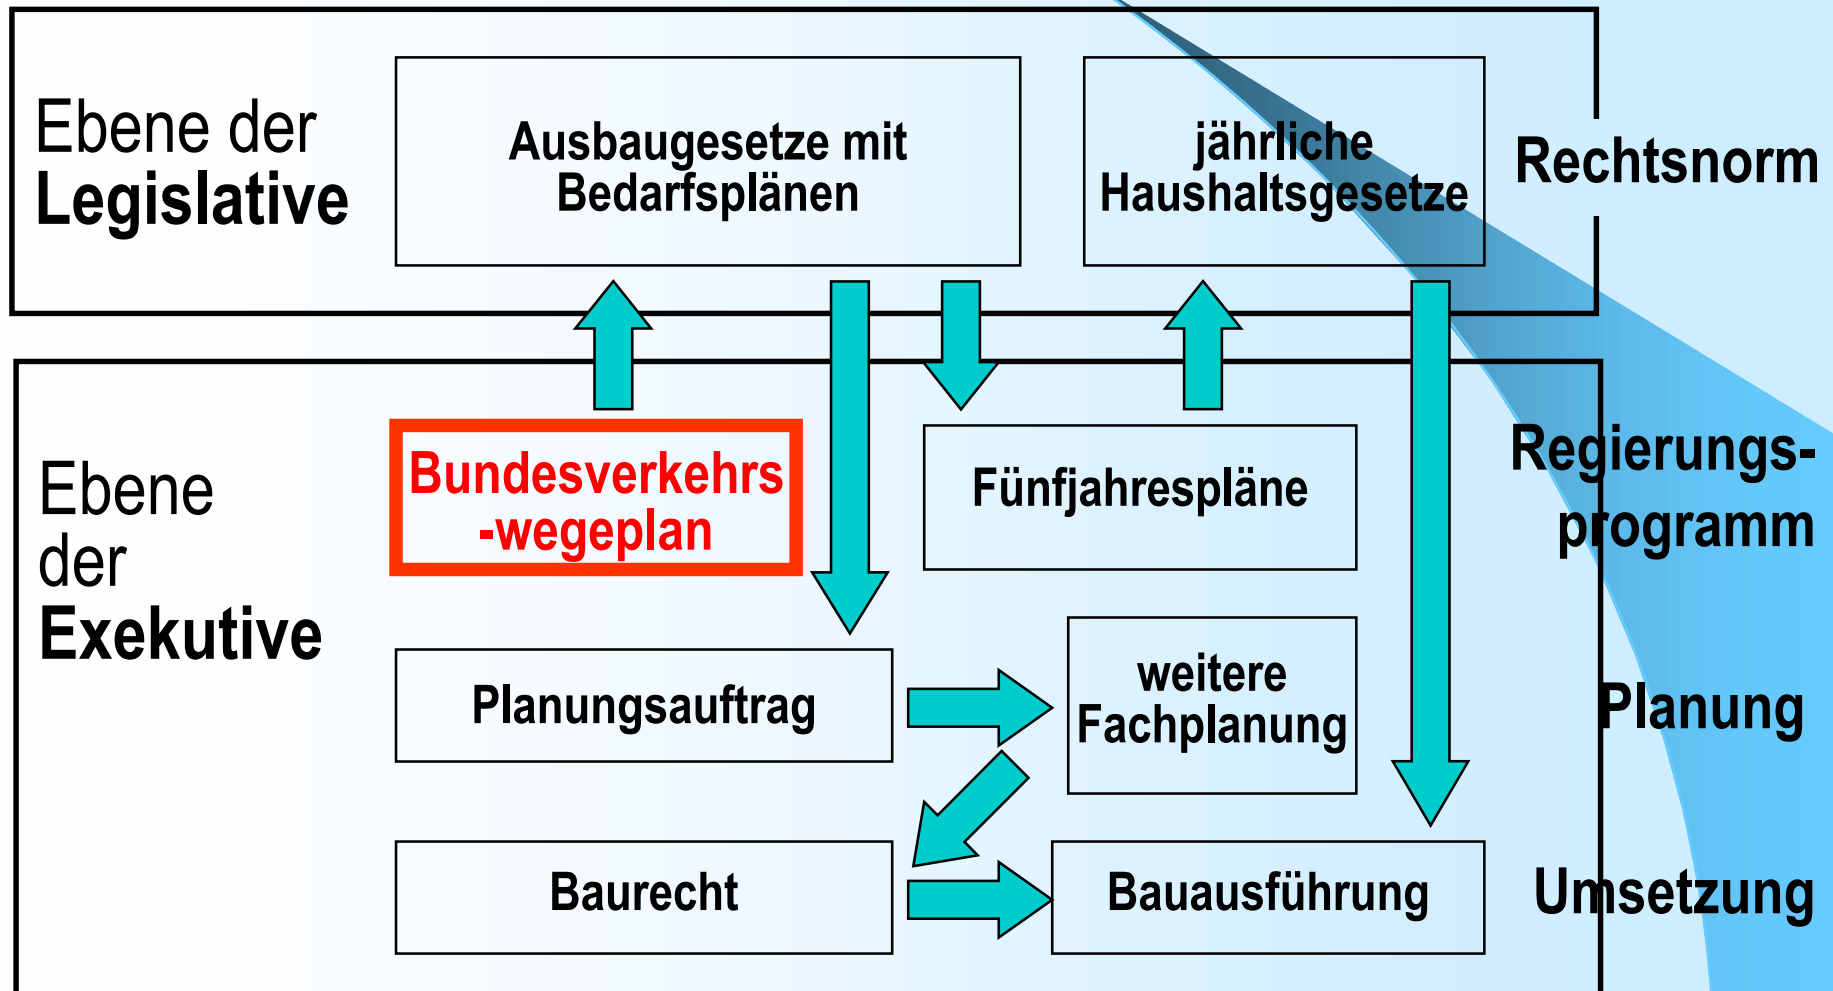 Ebene der
Legislative
Ausbaugesetze mit
Bedarfsplänen
jährliche
Haushaltsgesetze
Rechtsnorm
Ebene
der
Exekutive
Bundesverkehrs
-wegeplan
Fünfjahrespläne
Regierungs-
programm
Planungsauftrag
weitere
Fachplanung
Planung
Baurecht
Bauausführung
Umsetzung